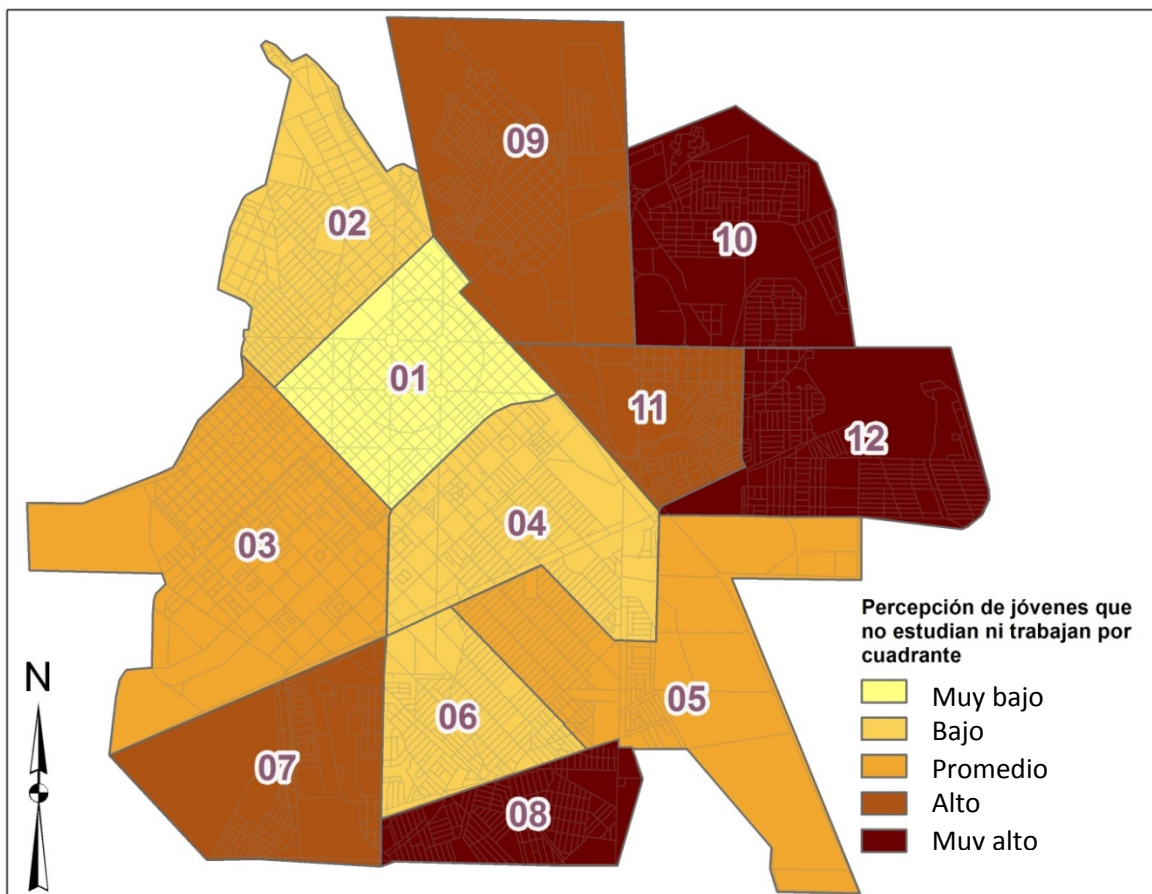 09
02
10
01
11
12
04
03
05
06
07
08
N
Percepción de jóvenes que
no estudian ni trabajan por
cuadrante
Muy bajo
Bajo
Promedio
Alto
Muv alto